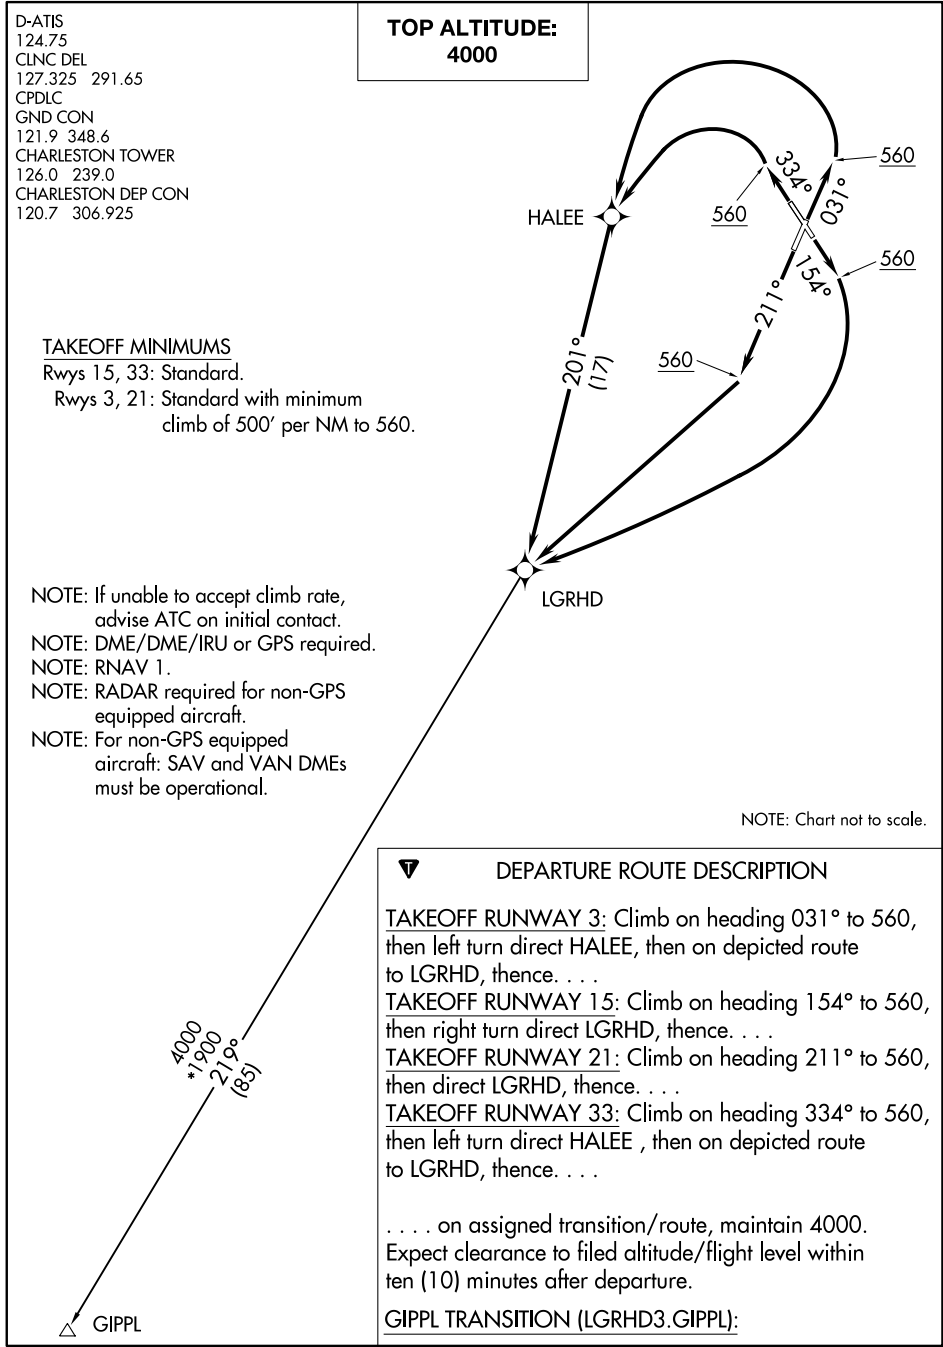 D-ATIS
124.75
CLNC DEL
127.325 291.65
CPDLC
GND CON
121.9 348.6
CHARLESTON TOWER
126.0 239.0
CHARLESTON DEP CON
120.7 306.925
TOP ALTITUDE:
4000
560
334°
031°
560
HALEE
560
154°
211°
560
201°
(17)
TAKEOFF MINIMUMS
Rwys 15, 33: Standard.
Rwys 3, 21: Standard with minimum
climb of 500' per NM to 560.
LGRHD
NOTE: If unable to accept climb rate,
advise ATC on initial contact.
NOTE: DME/DME/IRU or GPS required.
NOTE: RNAV 1.
NOTE: RADAR required for non-GPS
equipped aircraft.
NOTE: For non-GPS equipped
aircraft: SAV and VAN DMEs
must be operational.
NOTE: Chart not to scale.
4000
*1900
219°
(85)
GIPPL
T
DEPARTURE ROUTE DESCRIPTION
TAKEOFF RUNWAY 3: Climb on heading 031° to 560,
then left turn direct HALEE, then on depicted route
to LGRHD, thence. . . .
TAKEOFF RUNWAY 15: Climb on heading 154° to 560,
then right turn direct LGRHD, thence. . . .
TAKEOFF RUNWAY 21: Climb on heading 211° to 560,
then direct LGRHD, thence. . . .
TAKEOFF RUNWAY 33: Climb on heading 334° to 560,
then left turn direct HALEE , then on depicted route
to LGRHD, thence. . . .
. . . . on assigned transition/route, maintain 4000.
Expect clearance to filed altitude/flight level within
ten (10) minutes after departure.
GIPPL TRANSITION (LGRHD3.GIPPL):